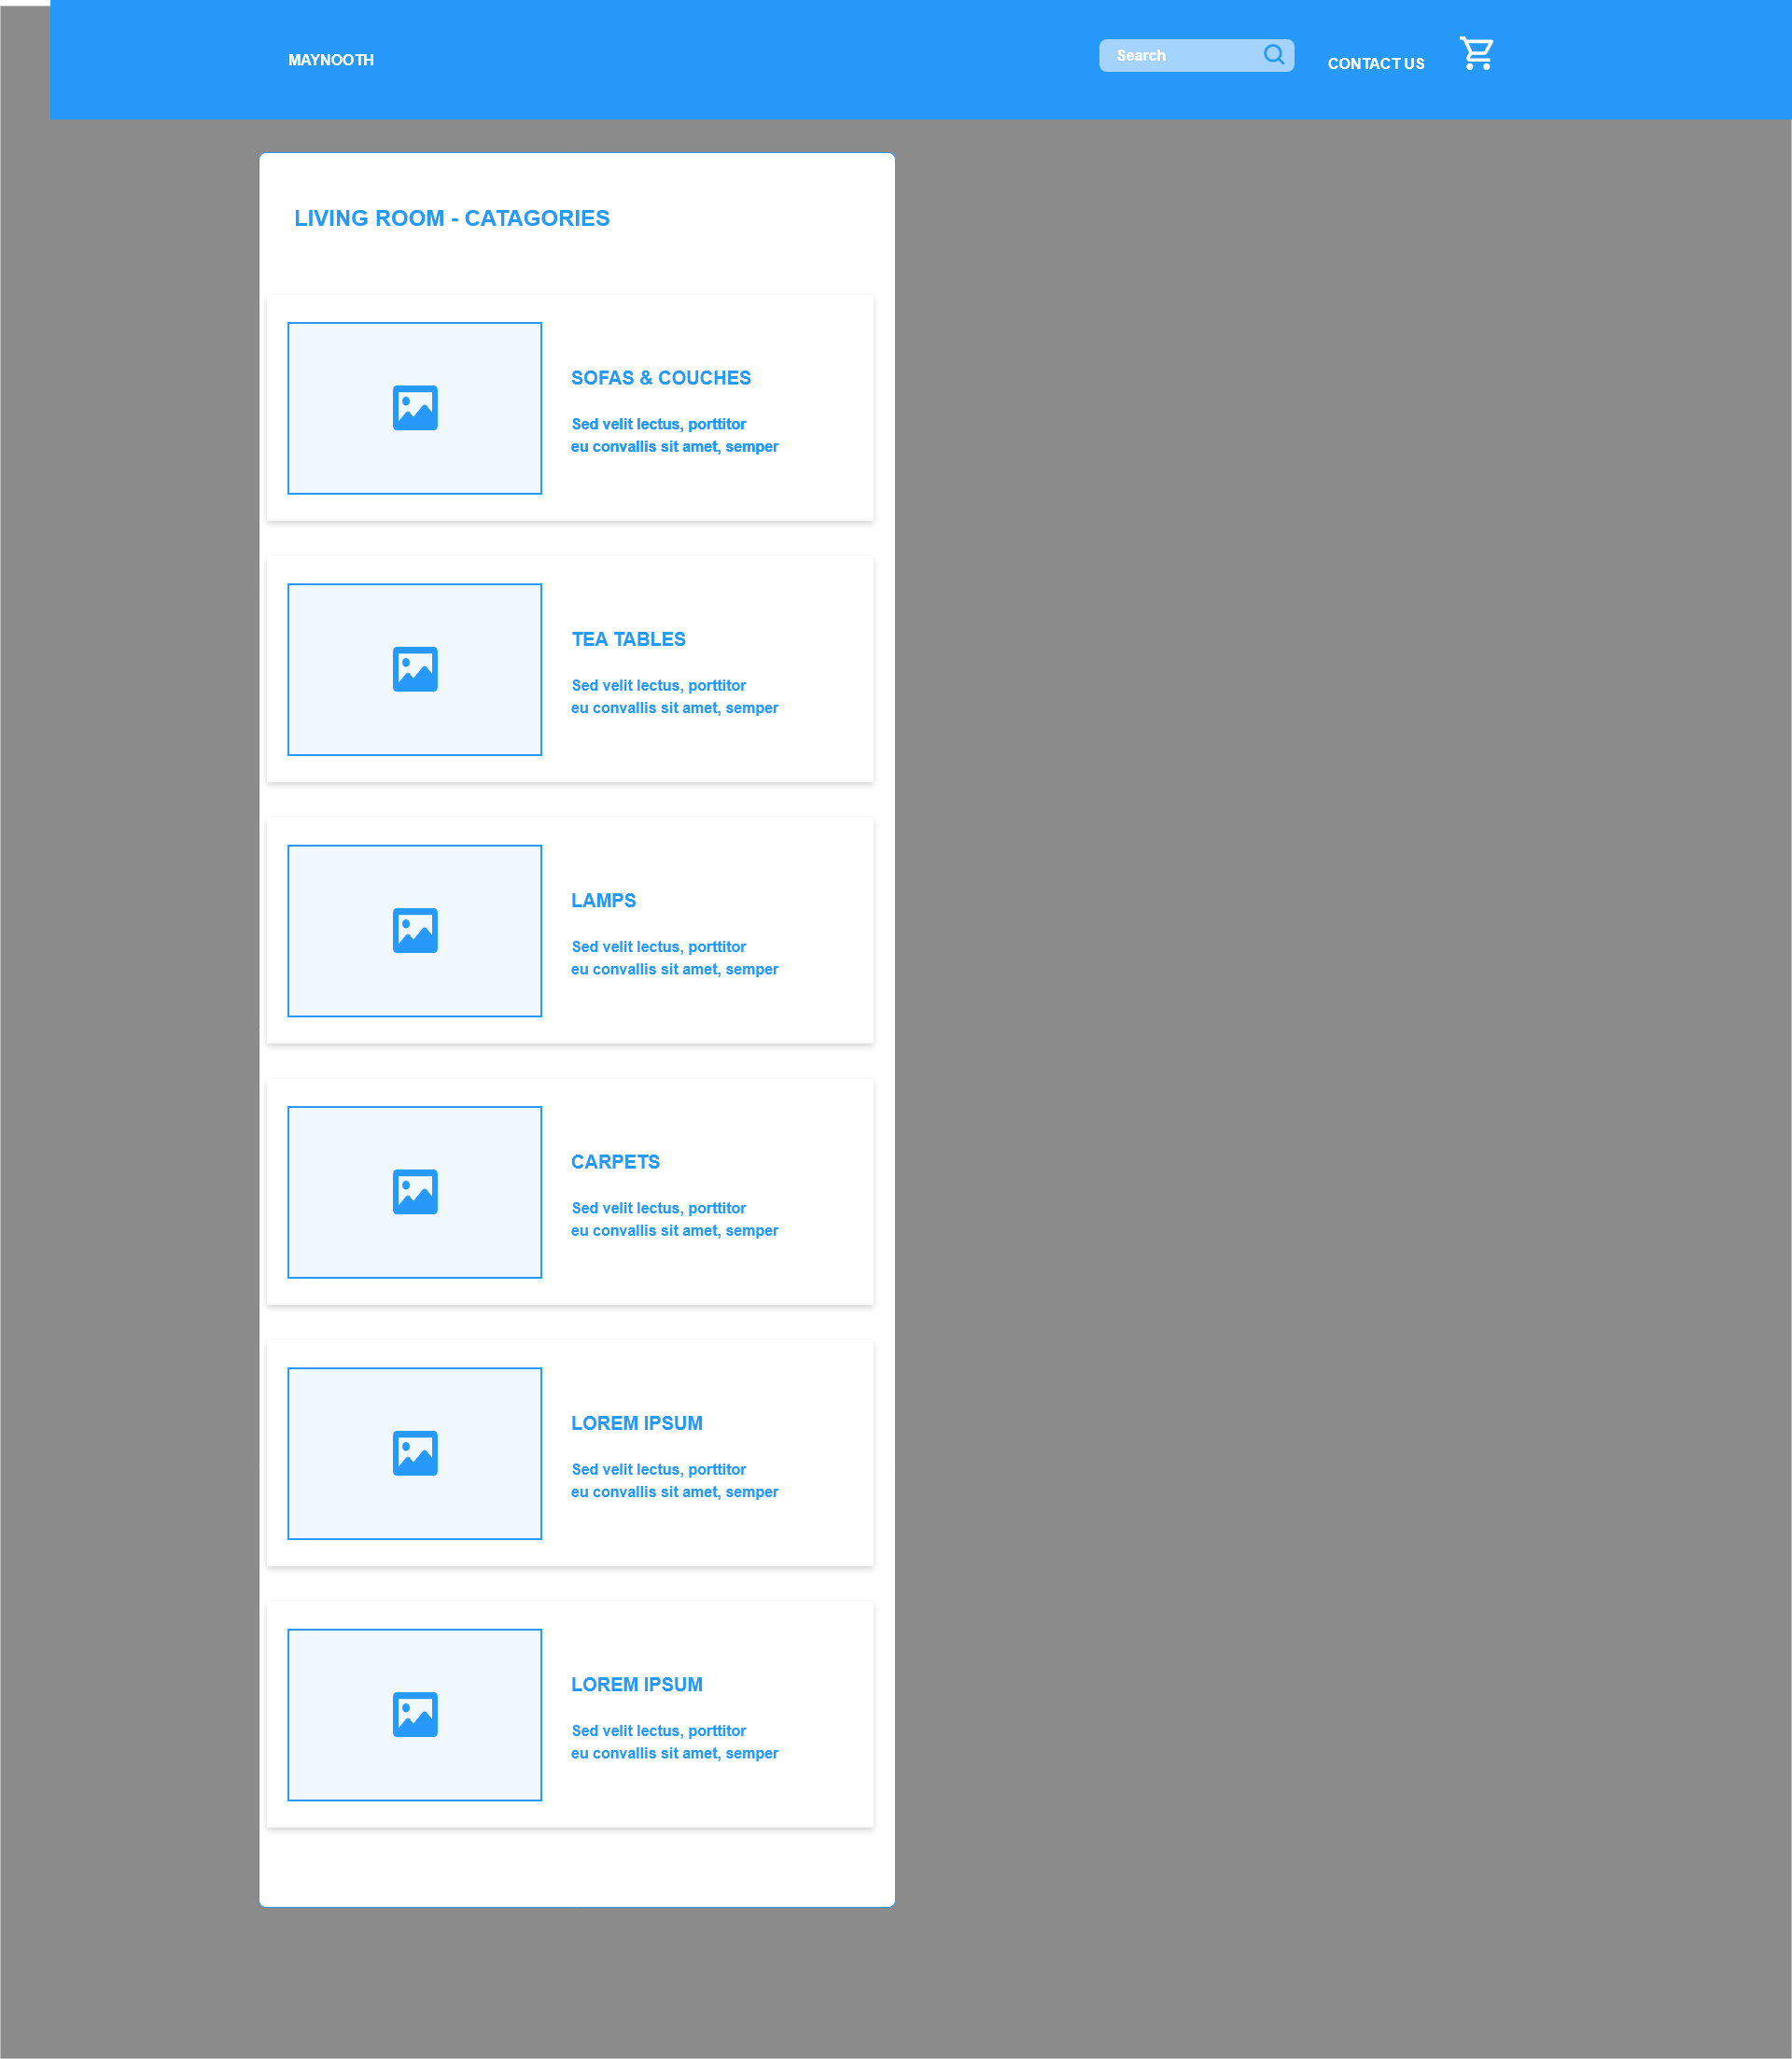 MAYNOOTH
Search
CONTACT US
LIVING ROOM - CATAGORIES
SOFAS & COUCHES
Sed velit lectus, porttitor
eu convallis sit amet, semper
TEA TABLES
Sed velit lectus, porttitor
eu convallis sit amet, semper
LAMPS
Sed velit lectus, porttitor
eu convallis sit amet, semper
CARPETS
Sed velit lectus, porttitor
eu convallis sit amet, semper
LOREM IPSUM
Sed velit lectus, porttitor
eu convallis sit amet, semper
LOREM IPSUM
Sed velit lectus, porttitor
eu convallis sit amet, semper